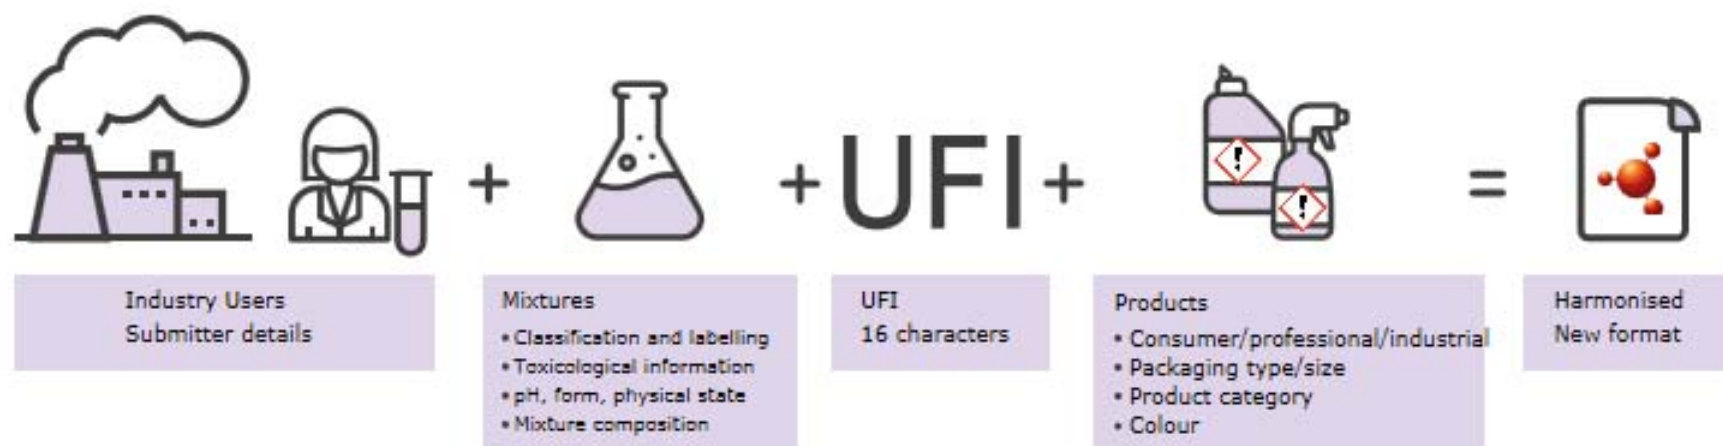 + + UFI + =
Industry Users
Submitter details
Mixtures
• Classification and labelling
• Toxicological information
• pH, form, physical state
• Mixture composition
UFI
16 characters
Products
• Consumer/professional/industrial
• Packaging type/size
• Product category
• Colour
Harmonised
New format
! !